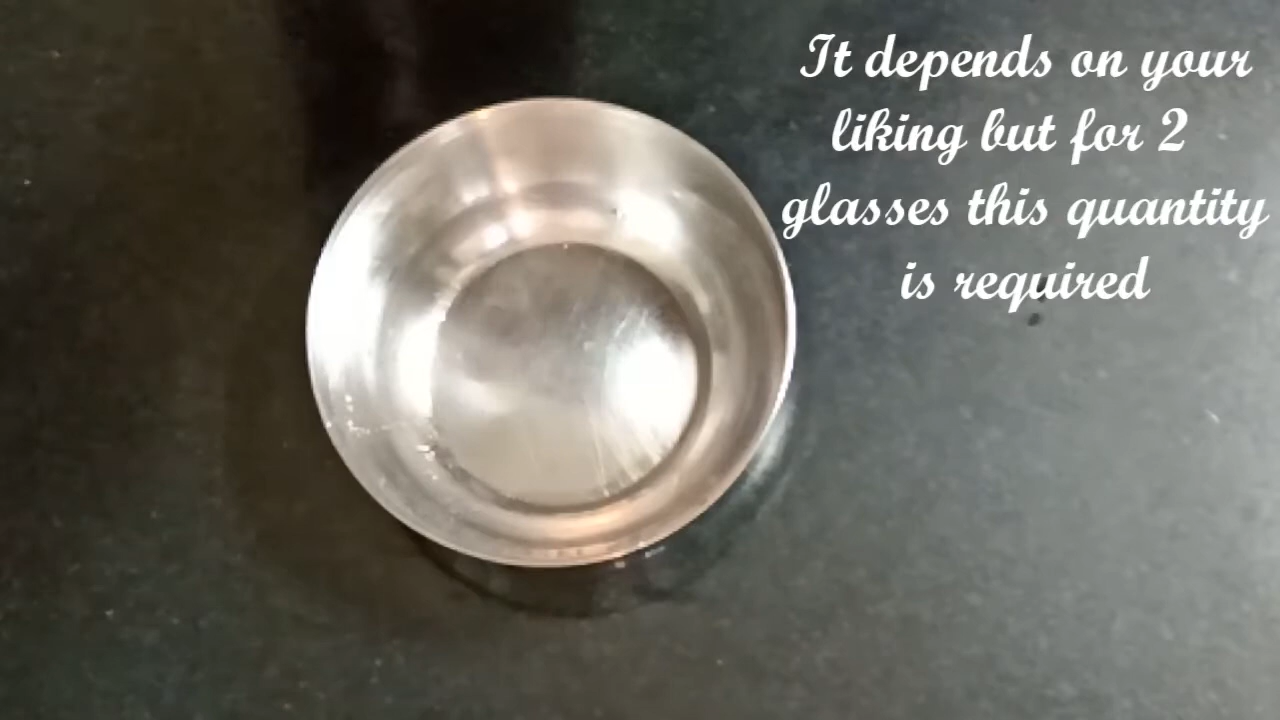 It depends on your
liking but for 2
glasses this quantity
is required